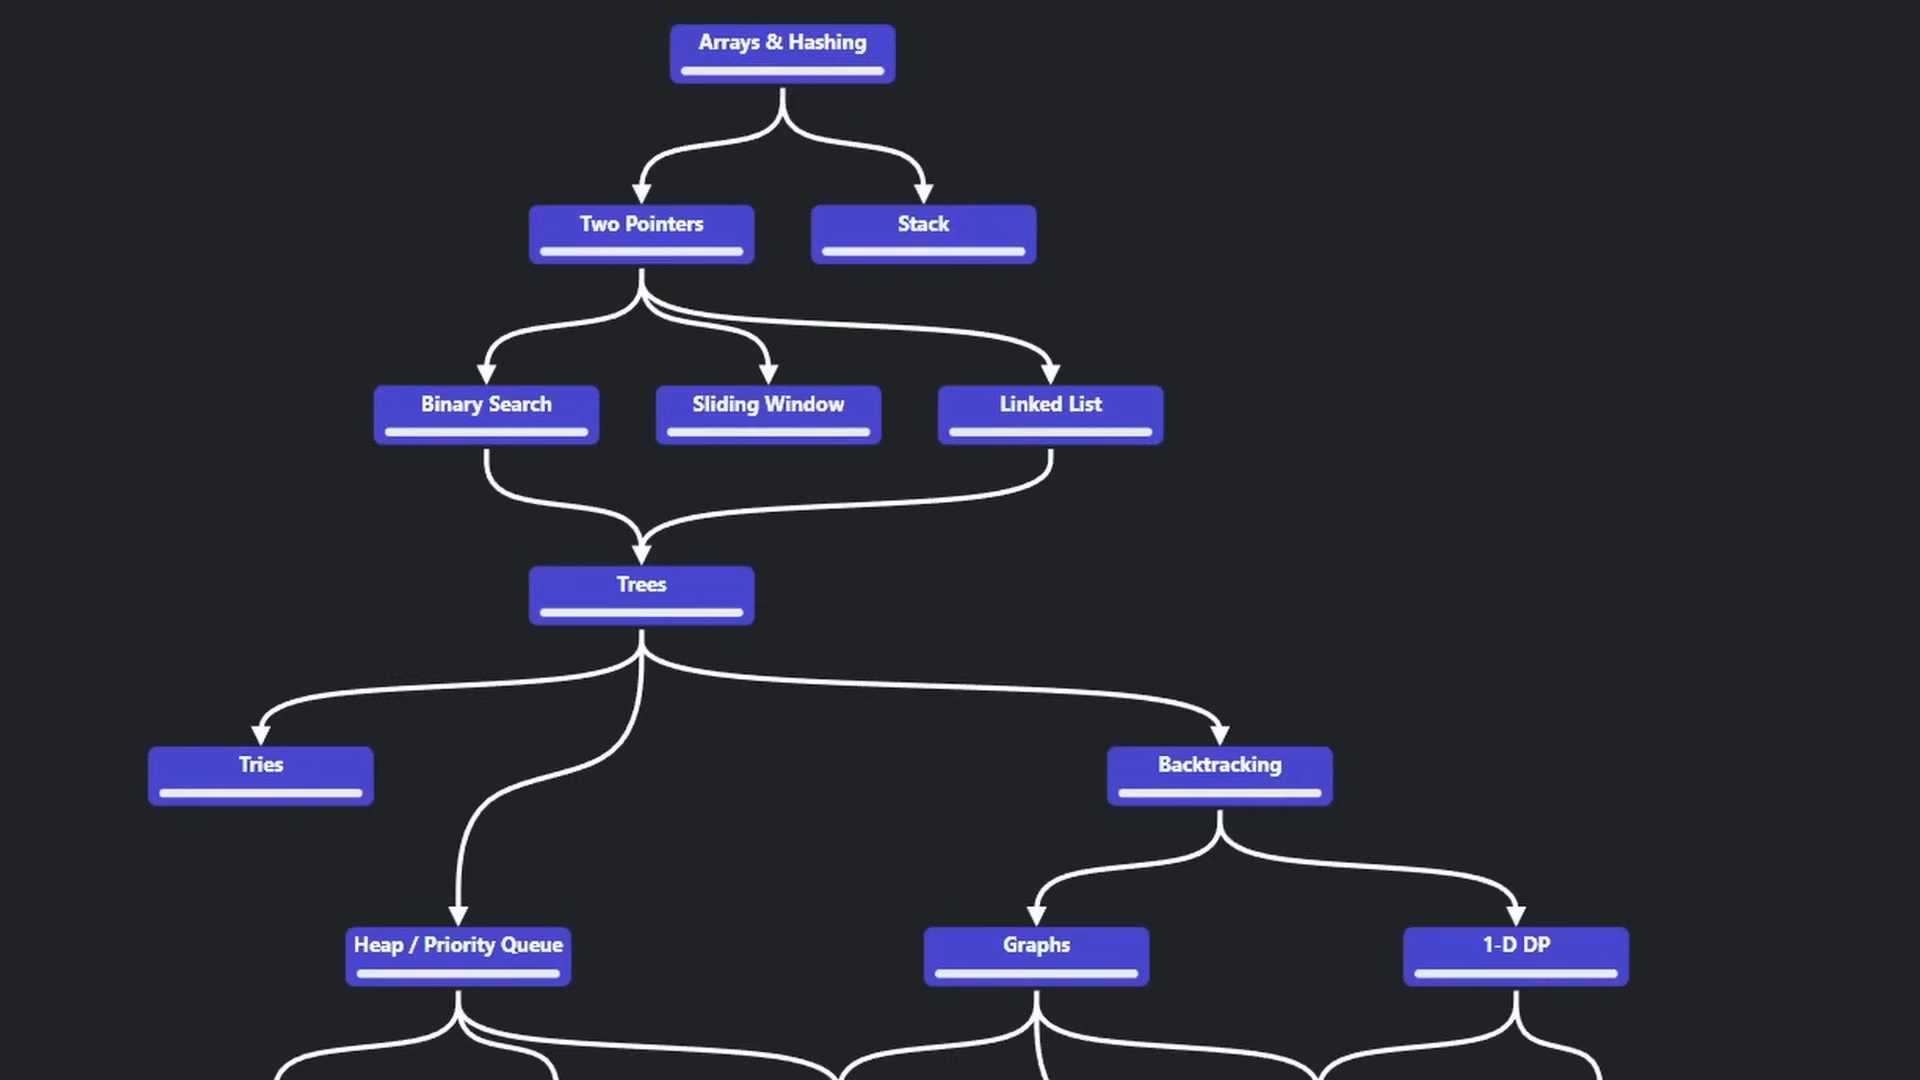 Arrays & Hashing
Two Pointers
Stack
Binary Search
Sliding Window
Linked List
Trees
Tries
Backtracking
Heap / Priority Queue
Graphs
1-D DP